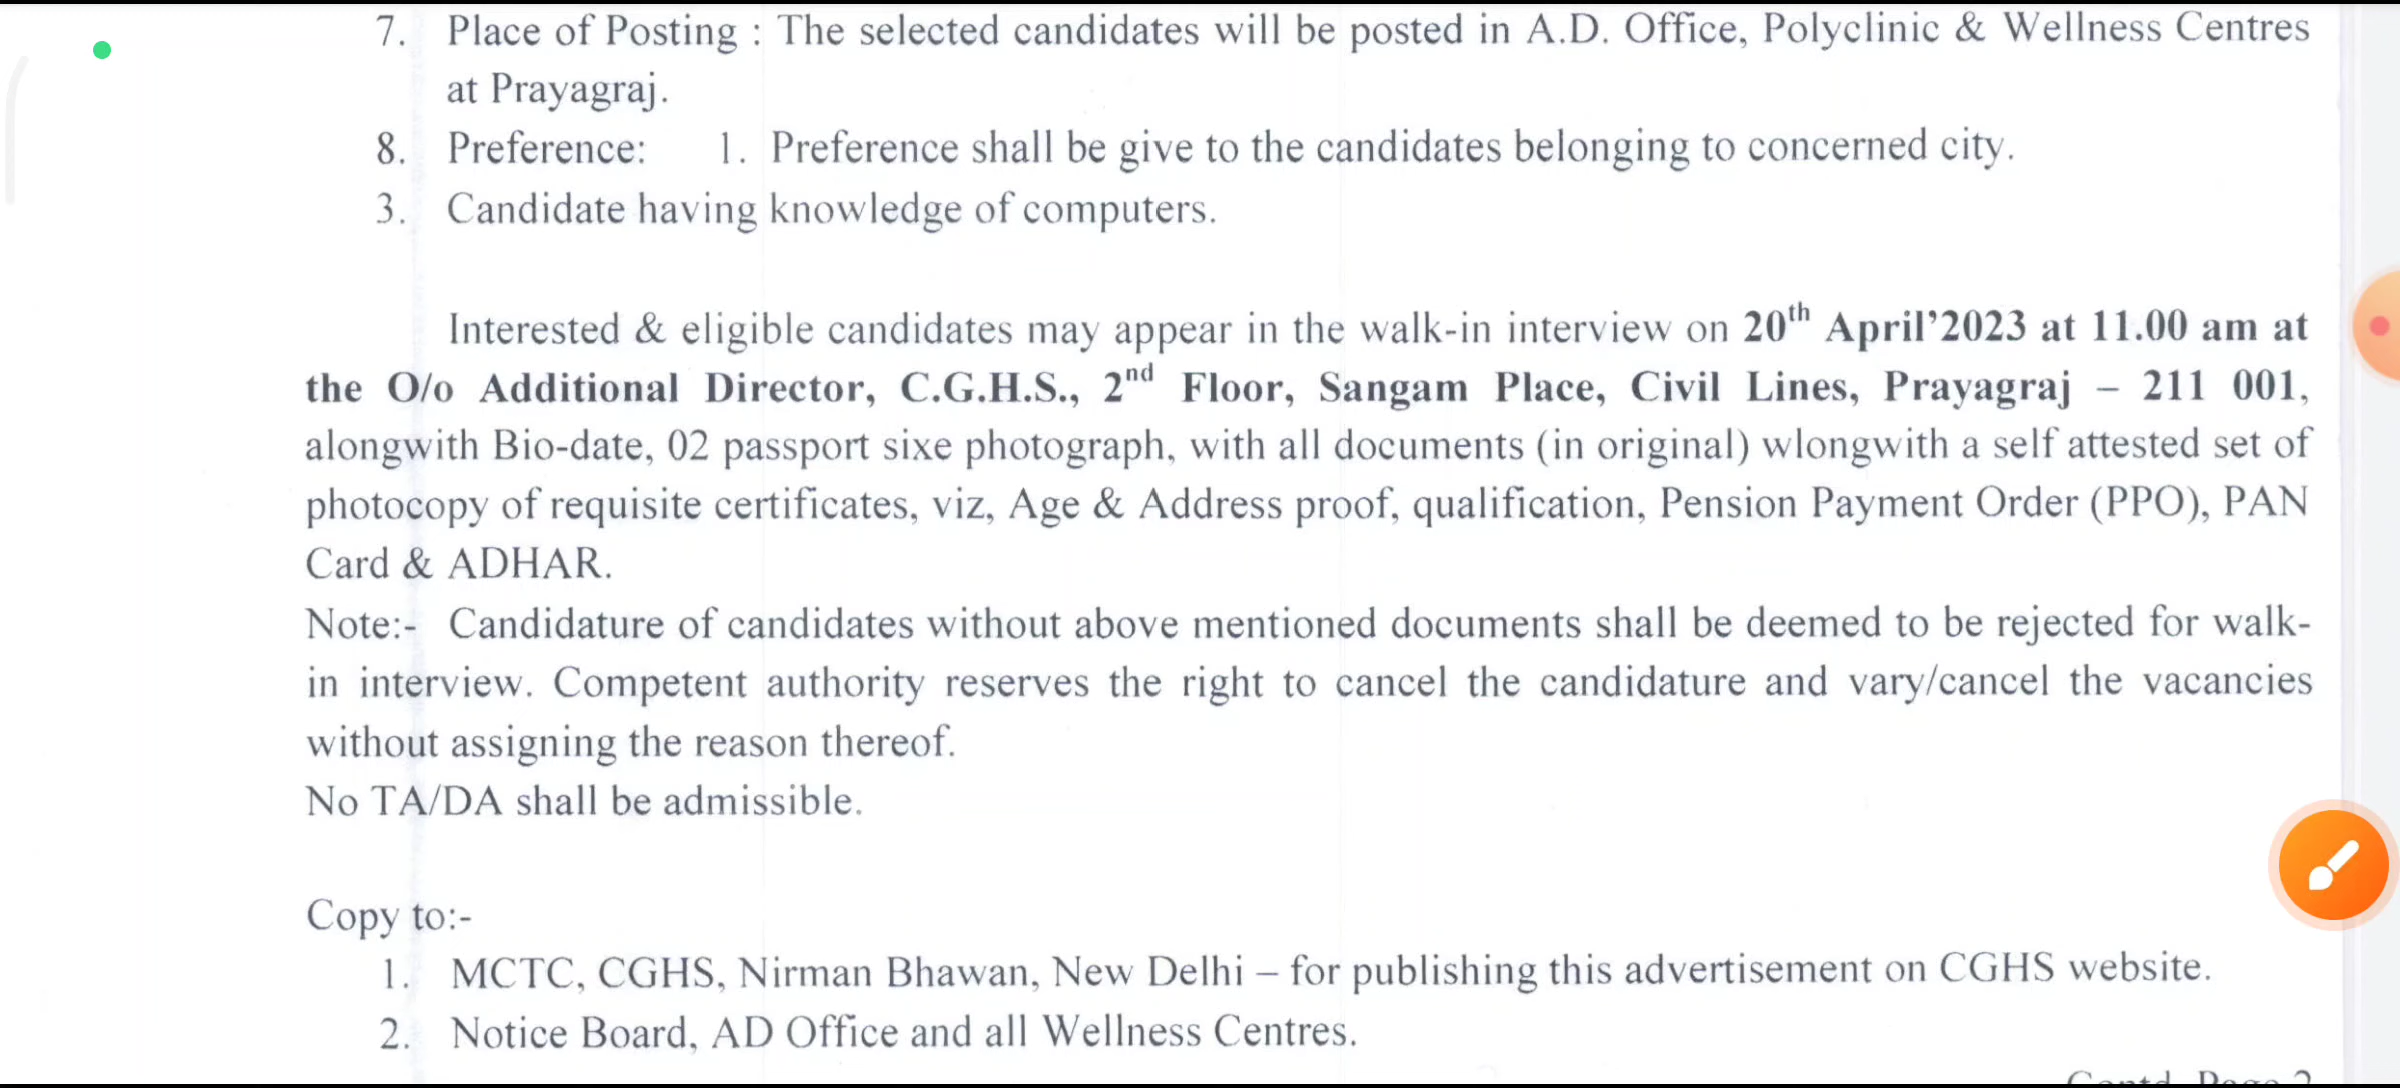 7. Place of Posting : The selected candidates will be posted in A.D. Office, Polyclinic & Wellness Centres
at Prayagraj.
8. Preference: 1. Preference shall be give to the candidates belonging to concerned city.
3. Candidate having knowledge of computers.
Interested & eligible candidates may appear in the walk-in interview on 20th April'2023 at 11.00 am at
the O/o Additional Director, C.G.H.S., 2nd Floor, Sangam Place, Civil Lines, Prayagraj – 211 001,
alongwith Bio-date, 02 passport sixe photograph, with all documents (in original) wlongwith a self attested set of
photocopy of requisite certificates, viz, Age & Address proof, qualification, Pension Payment Order (PPO), PAN
Card & ADHAR.
Note:- Candidature of candidates without above mentioned documents shall be deemed to be rejected for walk-
in interview. Competent authority reserves the right to cancel the candidature and vary/cancel the vacancies
without assigning the reason thereof.
No TA/DA shall be admissible.
Copy to:-
1. MCTC, CGHS, Nirman Bhawan, New Delhi – for publishing this advertisement on CGHS website.
2. Notice Board, AD Office and all Wellness Centres.